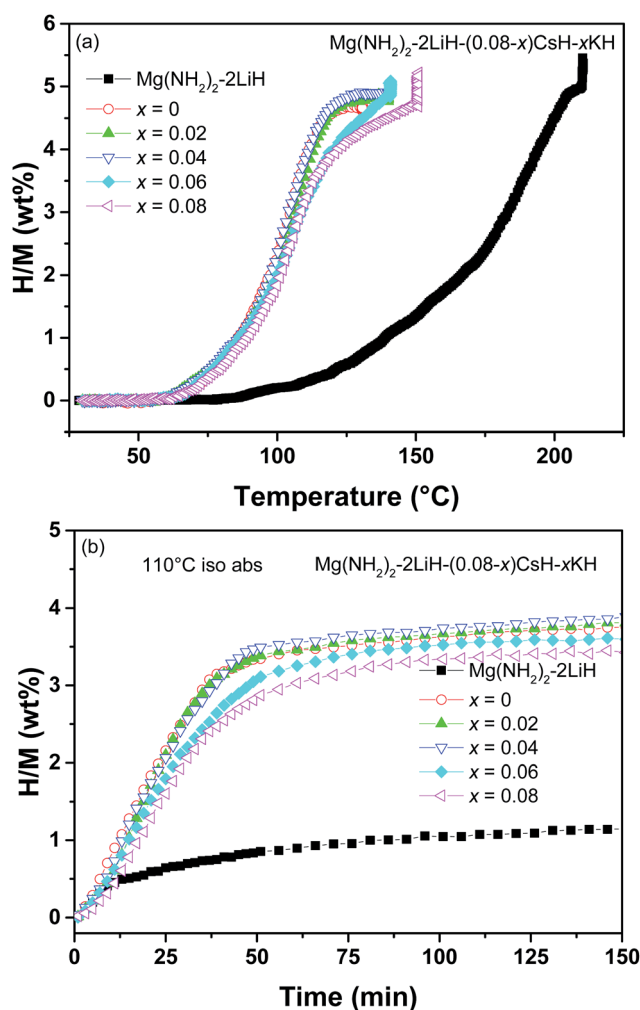 (a)
Mg(NH₂)₂-2LiH-(0.08-x)CsH-xKH
Mg(NH₂)₂-2LiH
x = 0
x = 0.02
x = 0.04
x = 0.06
x = 0.08
6
5
4
3
2
1
0
H/M (wt%)
50 100 150 200
Temperature (°C)
(b)
110°C iso abs Mg(NH₂)₂-2LiH-(0.08-x)CsH-xKH
Mg(NH₂)₂-2LiH
x = 0
x = 0.02
x = 0.04
x = 0.06
x = 0.08
5
4
3
2
1
0
H/M (wt%)
0 25 50 75 100 125 150
Time (min)